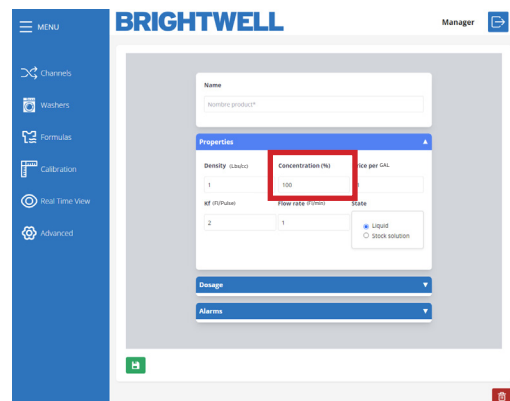 MENU
BRIGHTWELL
Manager
Channels
Washers
Formulas
Calibration
Real Time View
Advanced
Name
Nombre product*
Properties
Density (Lbs/cc)
Concentration (%)
rice per GAL
1
100
Kf (Fl/Pulse)
Flow rate (Fl/min)
State
2
1
Liquid
Stock solution
Dosage
Alarms